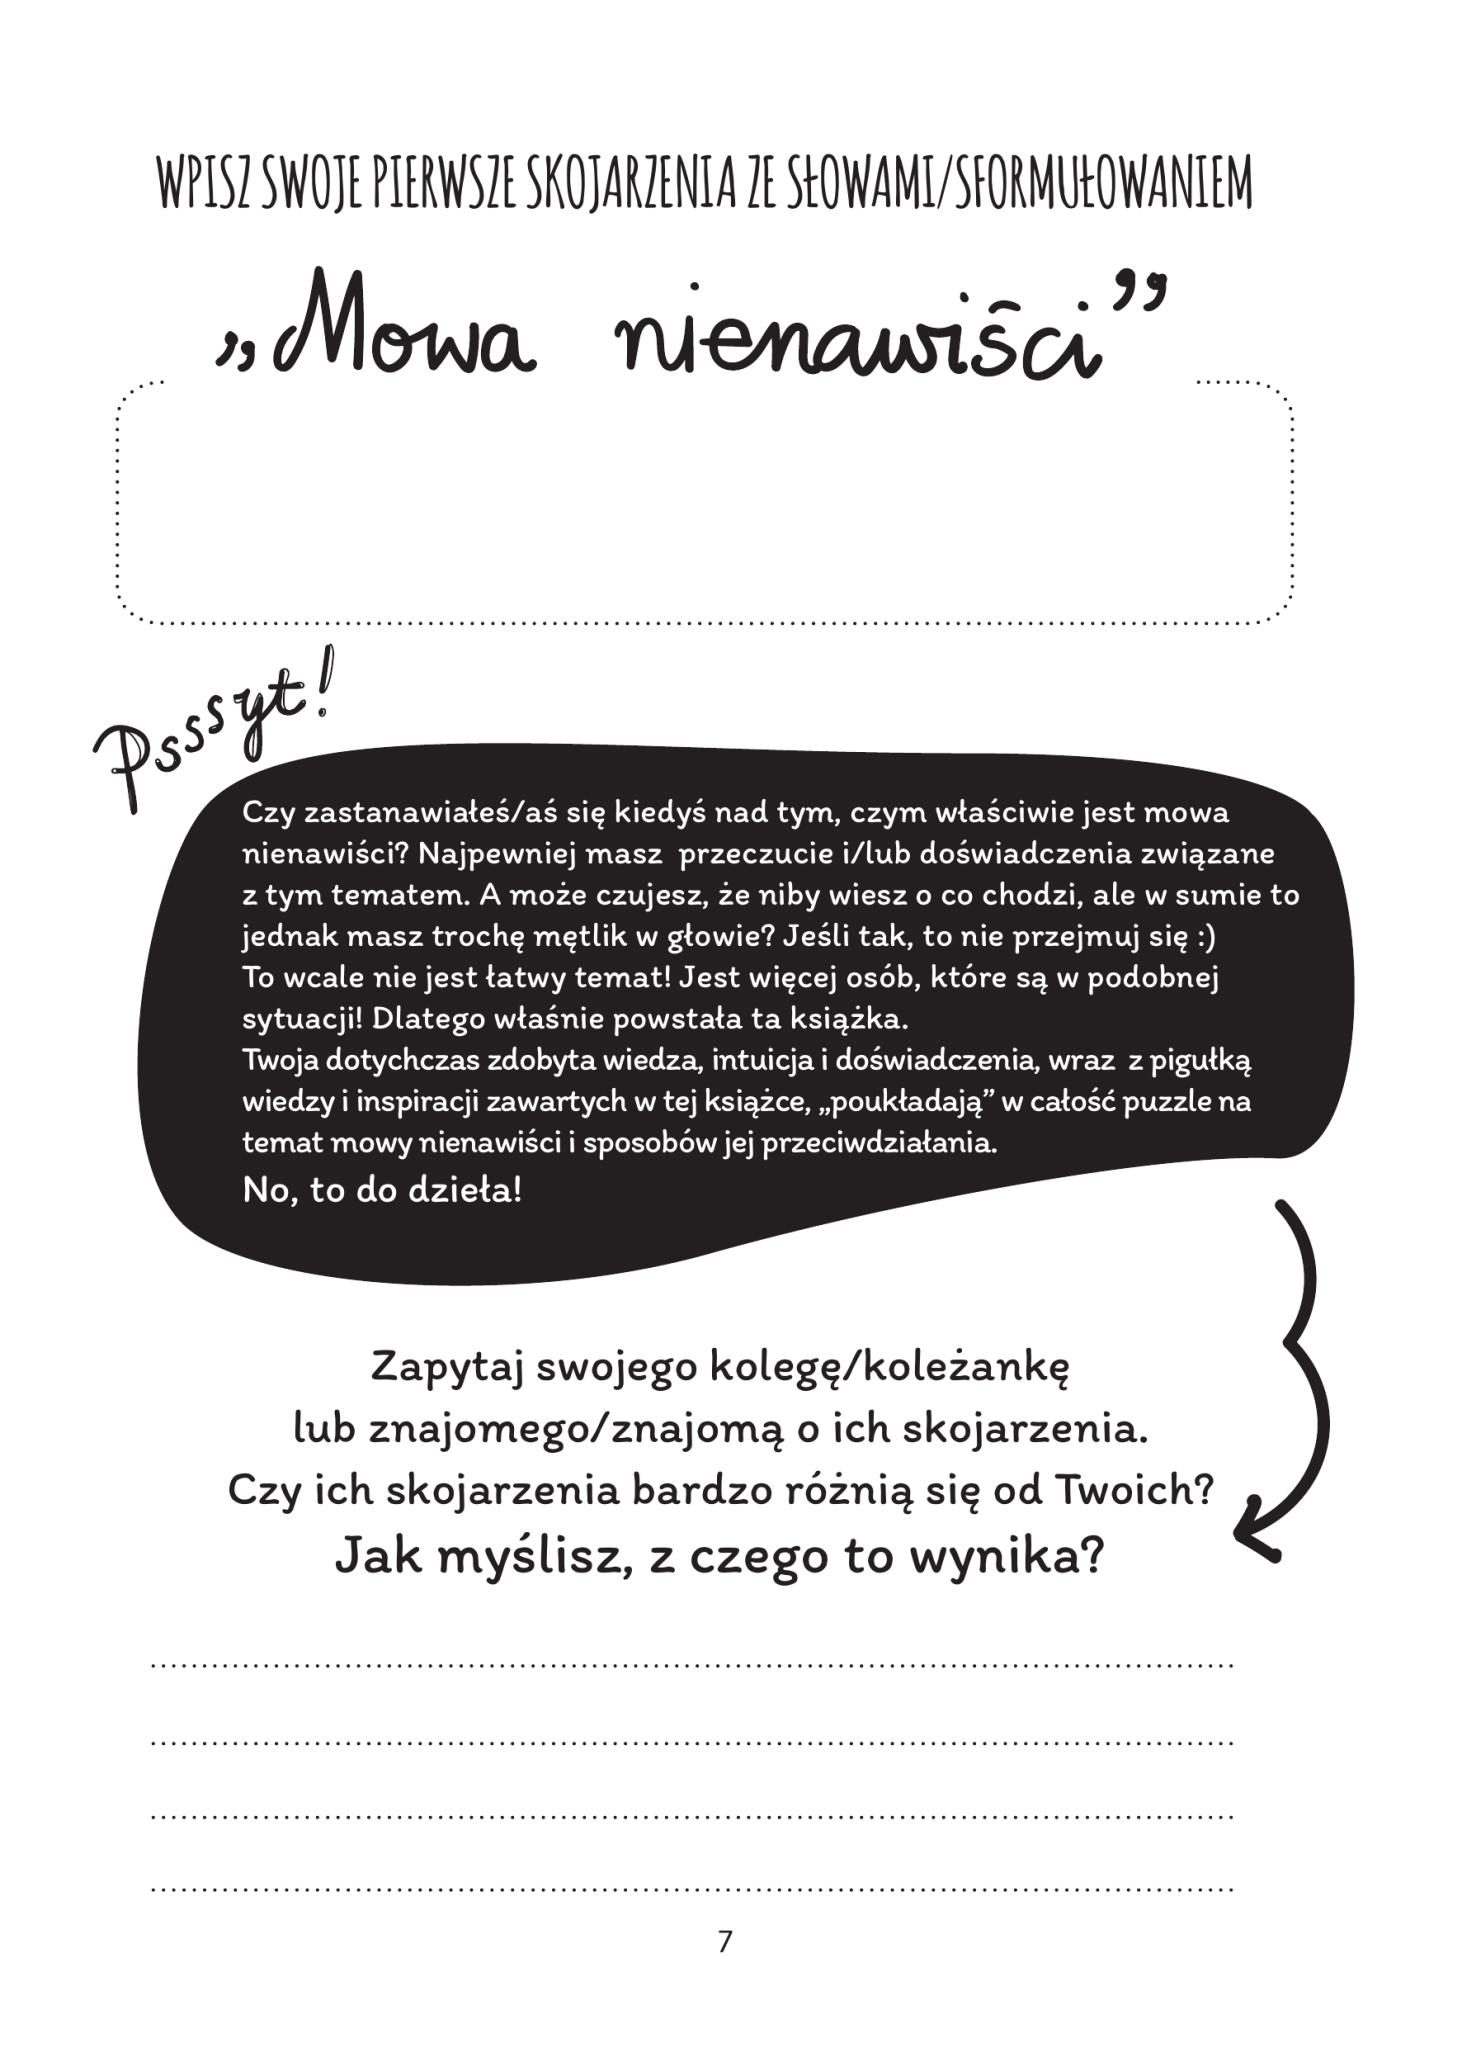 WPISZ SWOJE PIERWSZE SKOJARZENIA ZE SŁOWAMI/SFORMUŁOWANIEM
„Mowa nienawiści”
Psssyt!
Czy zastanawiałeś/aś się kiedyś nad tym, czym właściwie jest mowa
nienawiści? Najpewniej masz przeczucie i/lub doświadczenia związane
z tym tematem. A może czujesz, że niby wiesz o co chodzi, ale w sumie to
jednak masz trochę mętlik w głowie? Jeśli tak, to nie przejmuj się :)
To wcale nie jest łatwy temat! Jest więcej osób, które są w podobnej
sytuacji! Dlatego właśnie powstała ta książka.
Twoja dotychczas zdobyta wiedza, intuicja i doświadczenia, wraz z pigułką
wiedzy i inspiracji zawartych w tej książce, „poukładają” w całość puzzle na
temat mowy nienawiści i sposobów jej przeciwdziałania.
No, to do dzieła!
Zapytaj swojego kolegę/koleżankę
lub znajomego/znajomą o ich skojarzenia.
Czy ich skojarzenia bardzo różnią się od Twoich?
Jak myślisz, z czego to wynika?
7